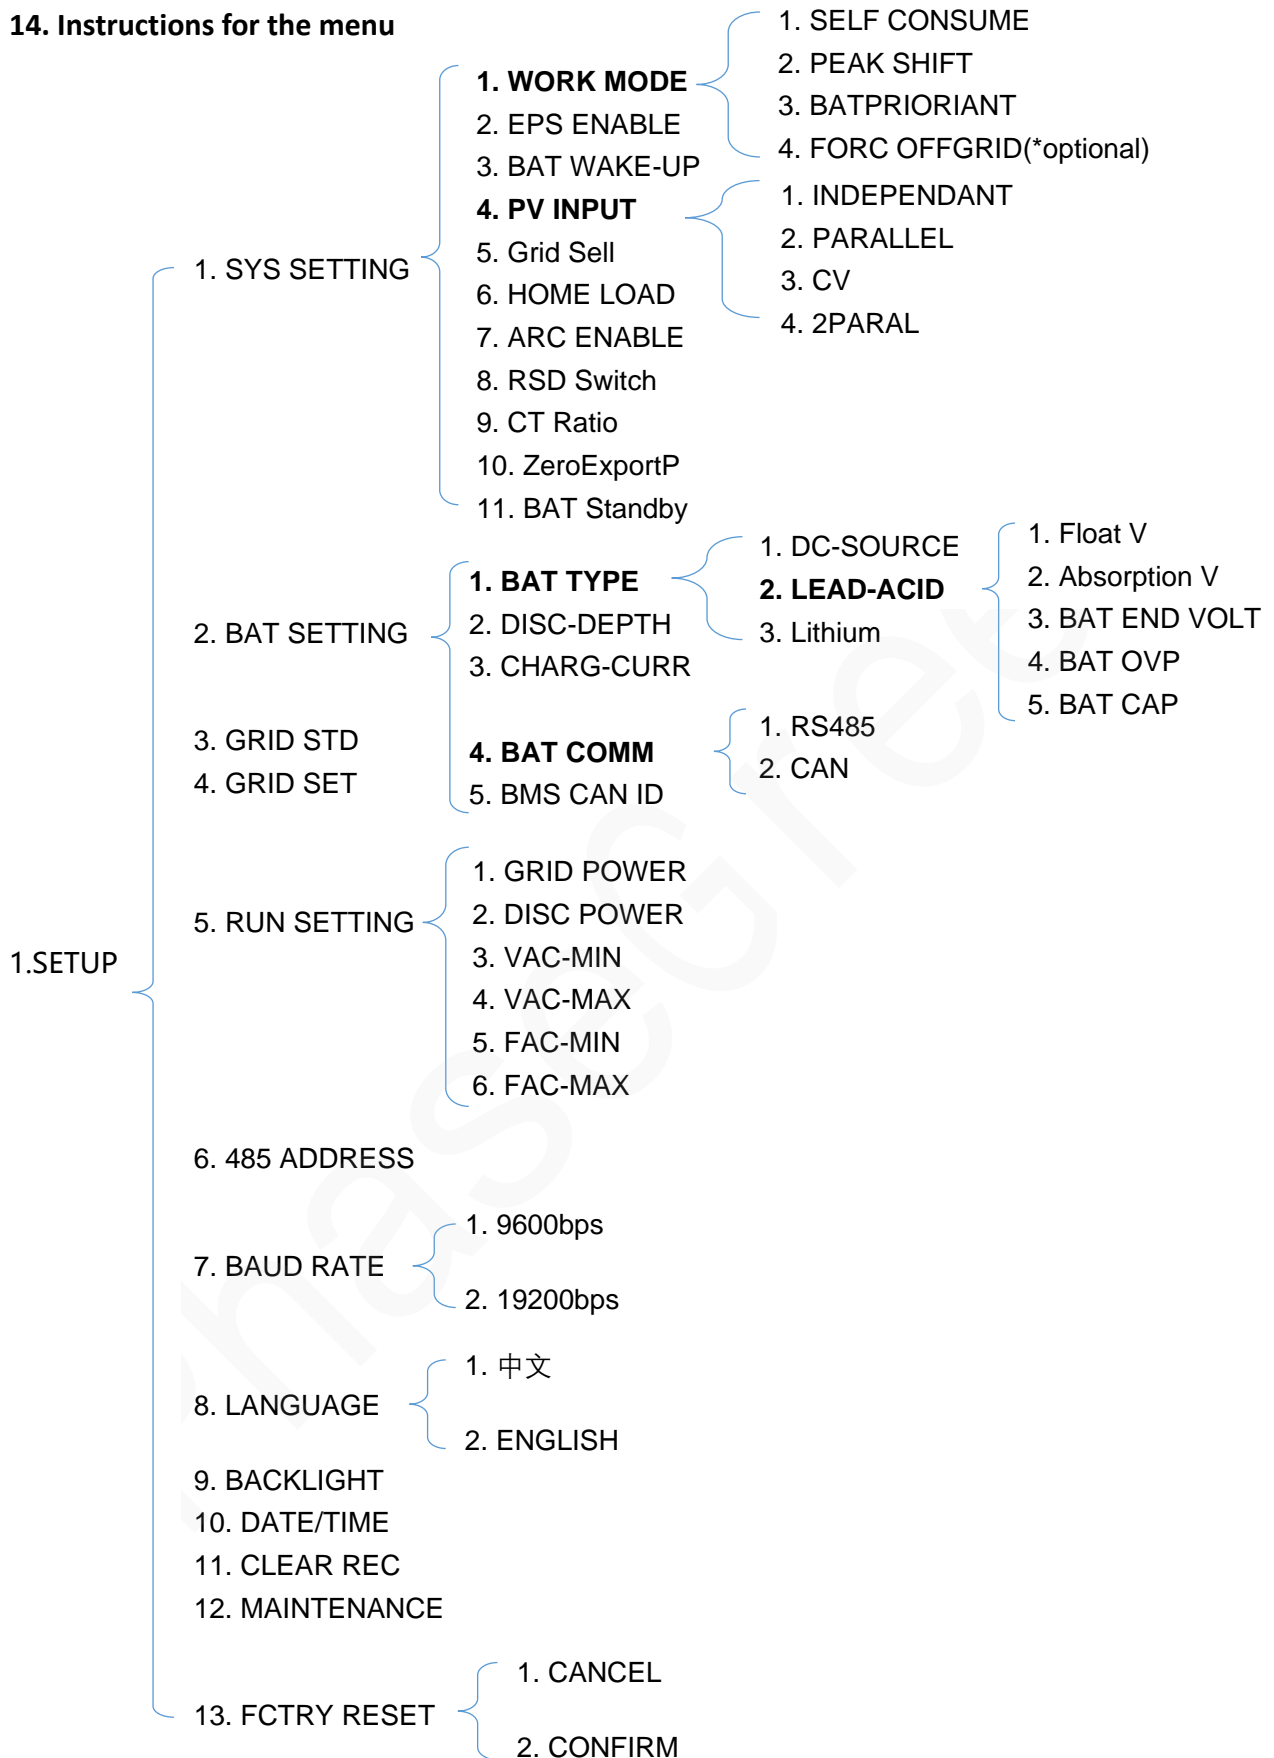 14. Instructions for the menu
1.SETUP
1. SYS SETTING
1. WORK MODE
1. SELF CONSUME
2. PEAK SHIFT
3. BATPRIORIANT
4. FORC OFFGRID(*optional)
2. EPS ENABLE
3. BAT WAKE-UP
4. PV INPUT
1. INDEPENDANT
2. PARALLEL
3. CV
4. 2PARAL
5. Grid Sell
6. HOME LOAD
7. ARC ENABLE
8. RSD Switch
9. CT Ratio
10. ZeroExportP
11. BAT Standby
2. BAT SETTING
1. BAT TYPE
1. DC-SOURCE
2. LEAD-ACID
1. Float V
2. Absorption V
3. BAT END VOLT
4. BAT OVP
5. BAT CAP
3. Lithium
2. DISC-DEPTH
3. CHARG-CURR
4. BAT COMM
1. RS485
2. CAN
5. BMS CAN ID
3. GRID STD
4. GRID SET
5. RUN SETTING
1. GRID POWER
2. DISC POWER
3. VAC-MIN
4. VAC-MAX
5. FAC-MIN
6. FAC-MAX
6. 485 ADDRESS
7. BAUD RATE
1. 9600bps
2. 19200bps
8. LANGUAGE
1. 中文
2. ENGLISH
9. BACKLIGHT
10. DATE/TIME
11. CLEAR REC
12. MAINTENANCE
13. FCTRY RESET
1. CANCEL
2. CONFIRM